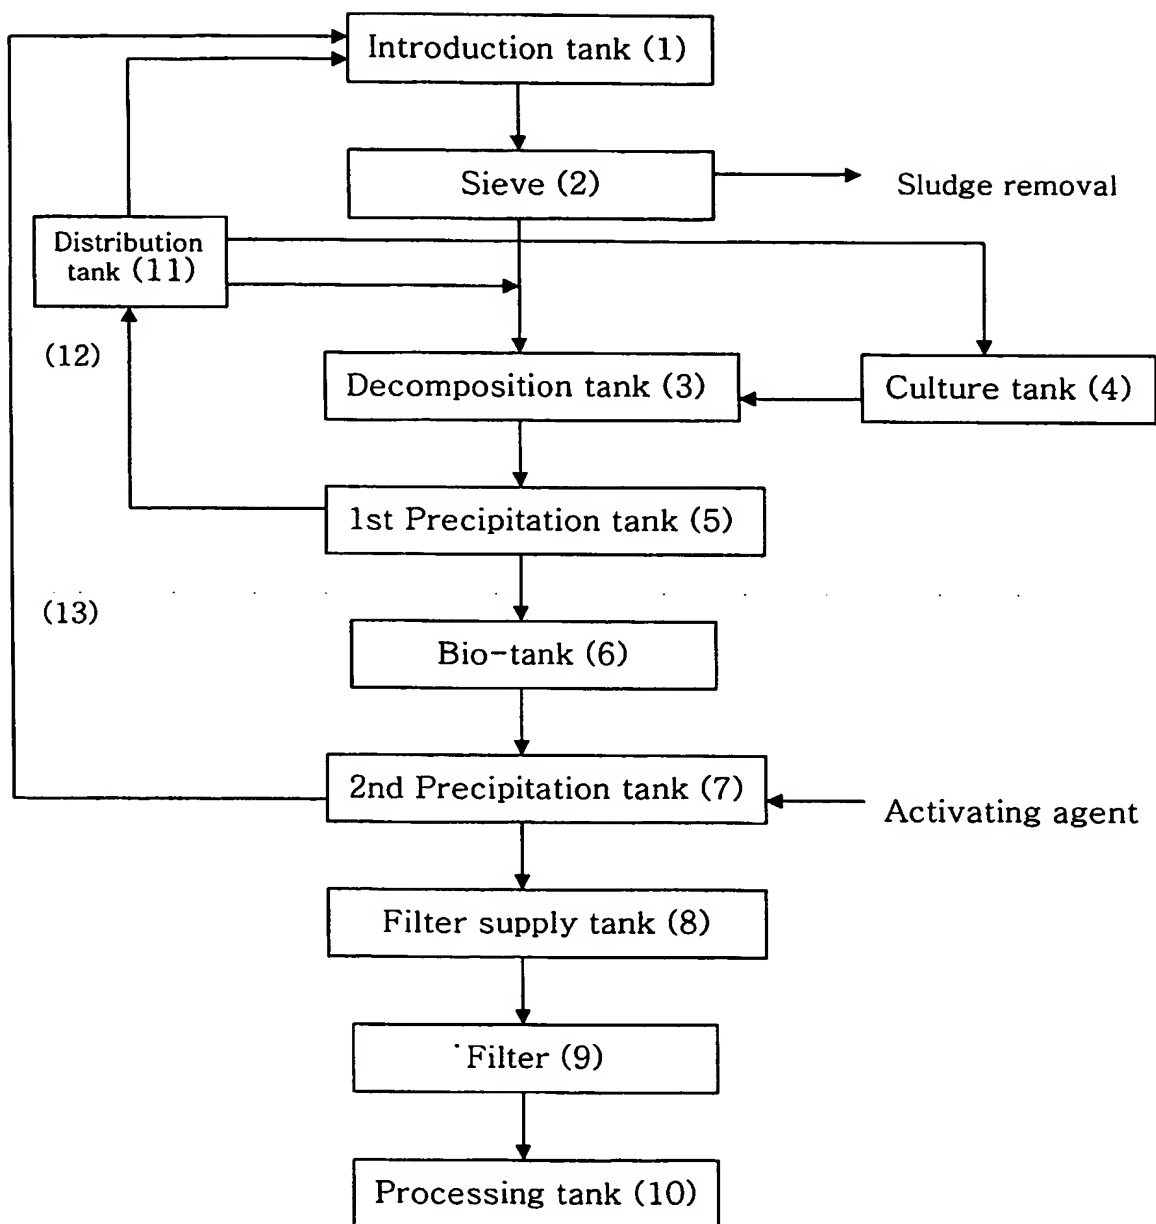 Introduction tank (1)
Sieve (2)
Sludge removal
Distribution
tank (11)
(12)
Decomposition tank (3)
Culture tank (4)
1st Precipitation tank (5)
(13)
Bio-tank (6)
2nd Precipitation tank (7)
Activating agent
Filter supply tank (8)
Filter (9)
Processing tank (10)